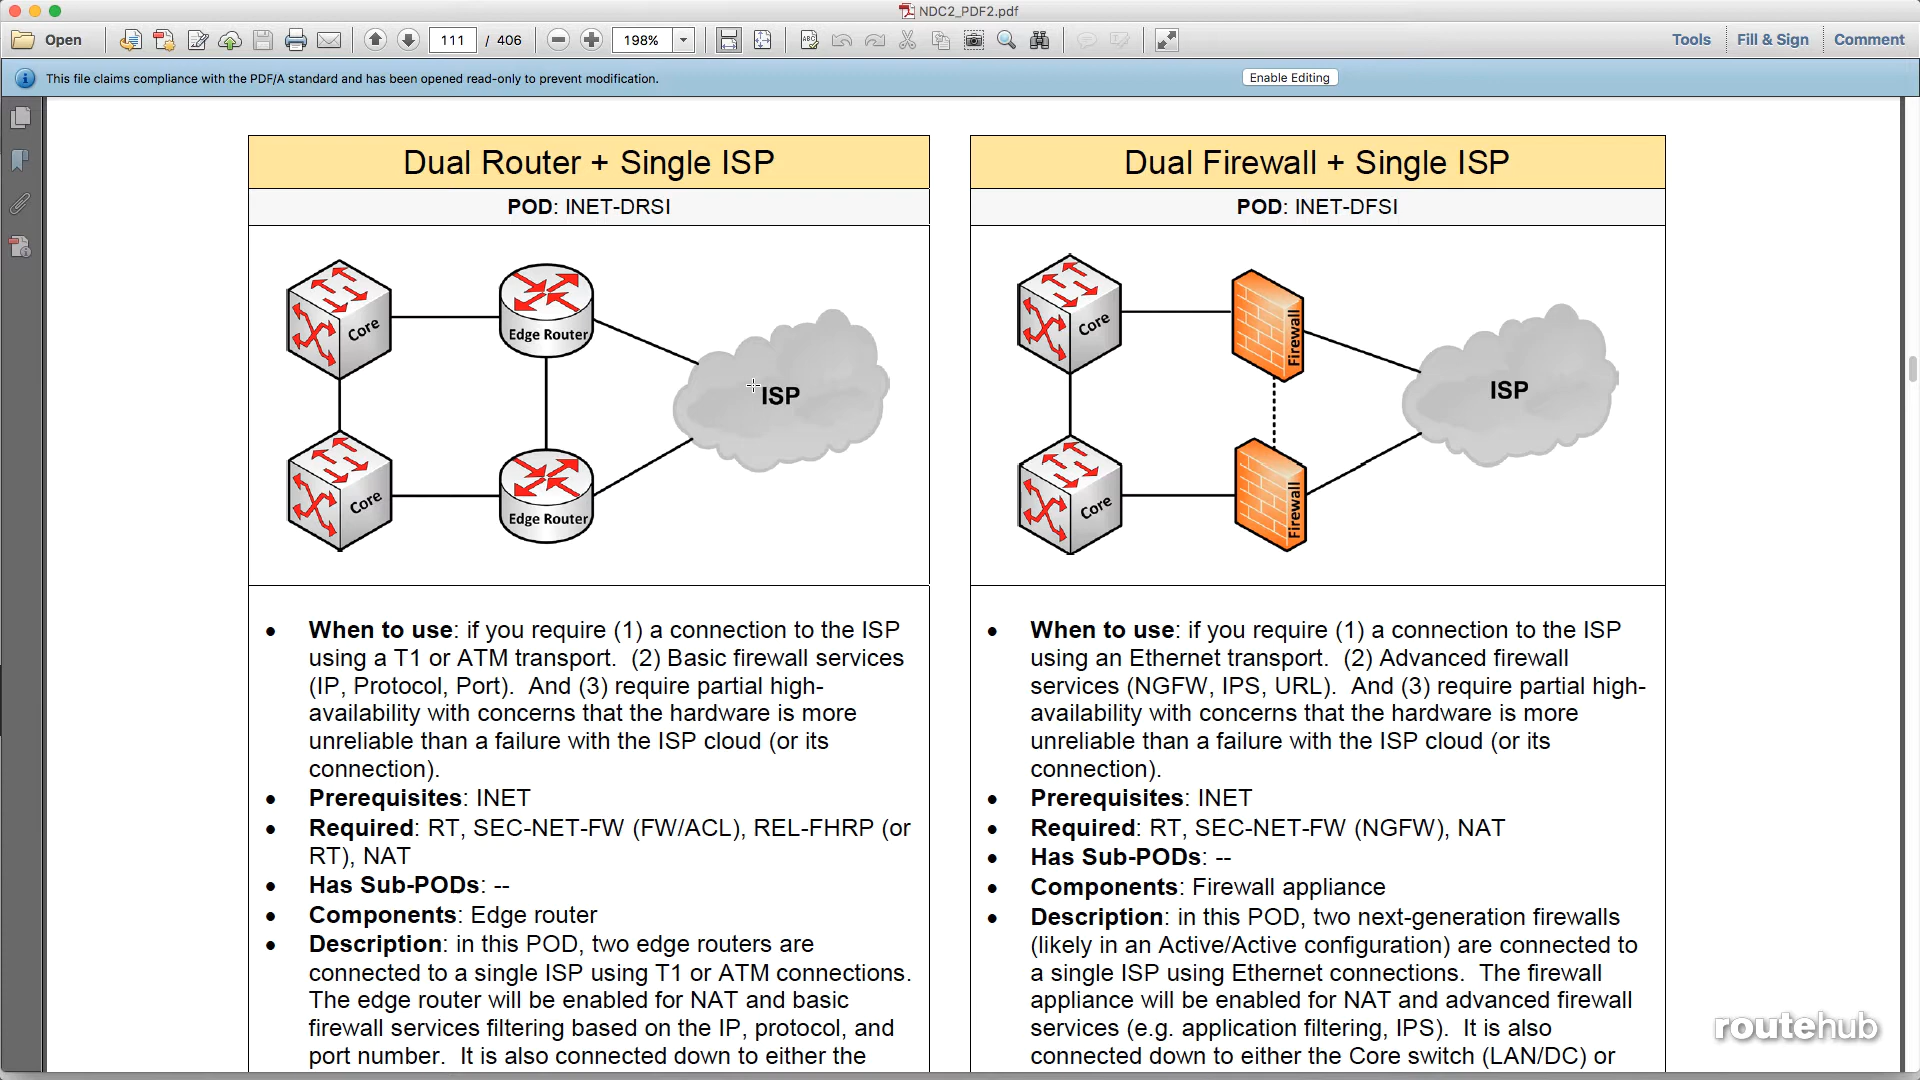 NDC2_PDF2.pdf
Open
111 / 406
198%
Tools
Fill & Sign
Comment
This file claims compliance with the PDF/A standard and has been opened read-only to prevent modification.
Enable Editing
Dual Router + Single ISP
POD: INET-DRSI
Core
Edge Router
ISP
Core
Edge Router
• When to use: if you require (1) a connection to the ISP
using a T1 or ATM transport. (2) Basic firewall services
(IP, Protocol, Port). And (3) require partial high-
availability with concerns that the hardware is more
unreliable than a failure with the ISP cloud (or its
connection).
• Prerequisites: INET
• Required: RT, SEC-NET-FW (FW/ACL), REL-FHRP (or
RT), NAT
• Has Sub-PODs: --
• Components: Edge router
• Description: in this POD, two edge routers are
connected to a single ISP using T1 or ATM connections.
The edge router will be enabled for NAT and basic
firewall services filtering based on the IP, protocol, and
port number. It is also connected down to either the
Dual Firewall + Single ISP
POD: INET-DFSI
Core
Firewall
ISP
Core
Firewall
• When to use: if you require (1) a connection to the ISP
using an Ethernet transport. (2) Advanced firewall
services (NGFW, IPS, URL). And (3) require partial high-
availability with concerns that the hardware is more
unreliable than a failure with the ISP cloud (or its
connection).
• Prerequisites: INET
• Required: RT, SEC-NET-FW (NGFW), NAT
• Has Sub-PODs: --
• Components: Firewall appliance
• Description: in this POD, two next-generation firewalls
(likely in an Active/Active configuration) are connected to
a single ISP using Ethernet connections. The firewall
appliance will be enabled for NAT and advanced firewall
services (e.g. application filtering, IPS). It is also
connected down to either the Core switch (LAN/DC) or
routehub